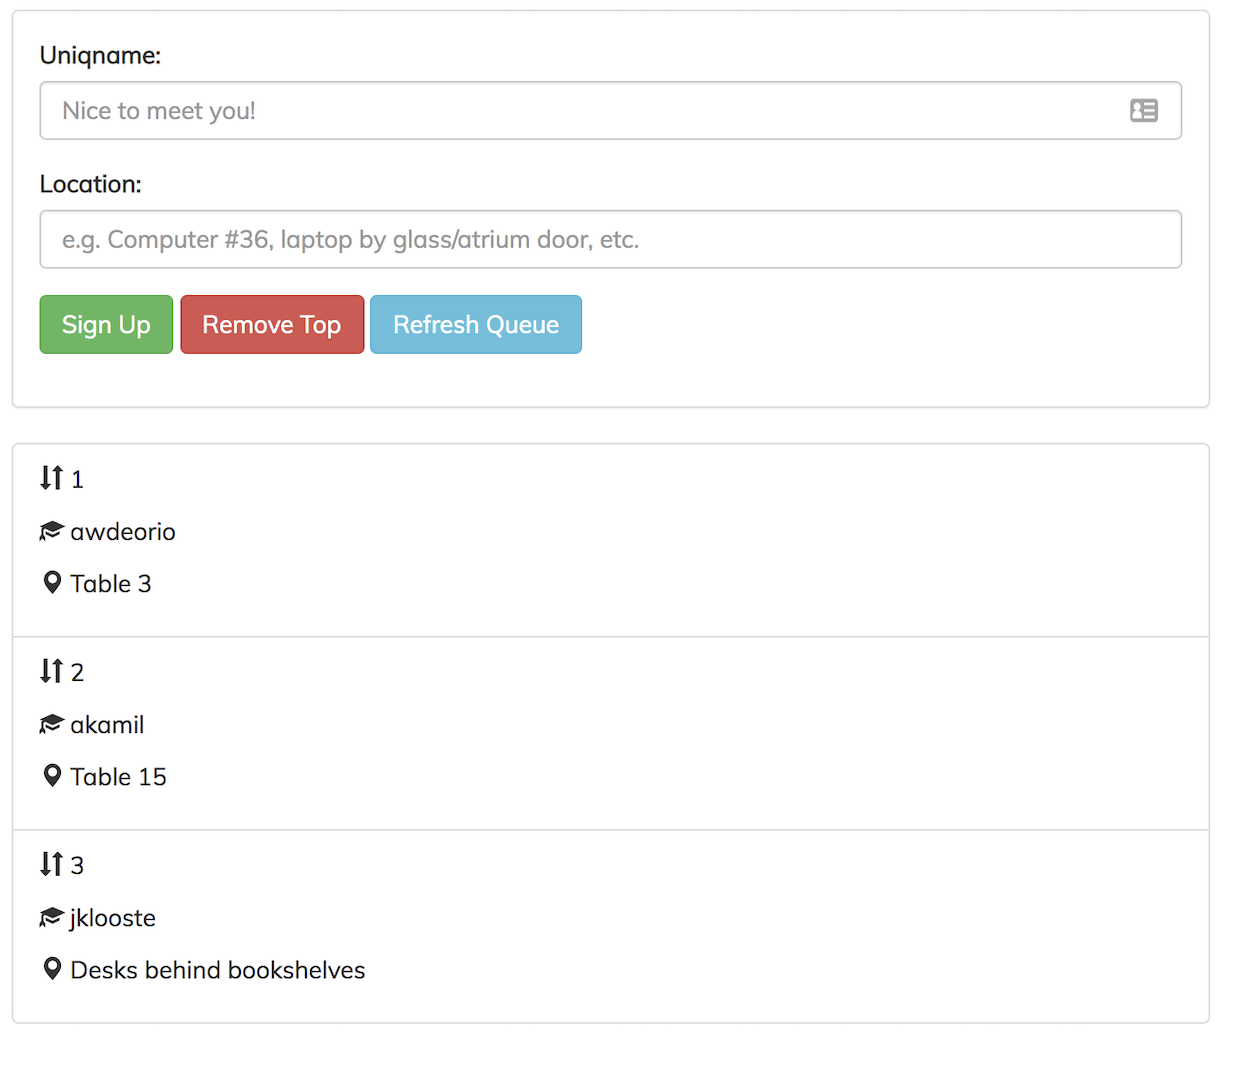 Uniqname:
Nice to meet you!
Location:
e.g. Computer #36, laptop by glass/atrium door, etc.
Sign Up Remove Top Refresh Queue
1
awdeorio
Table 3
2
akamil
Table 15
3
jklooste
Desks behind bookshelves